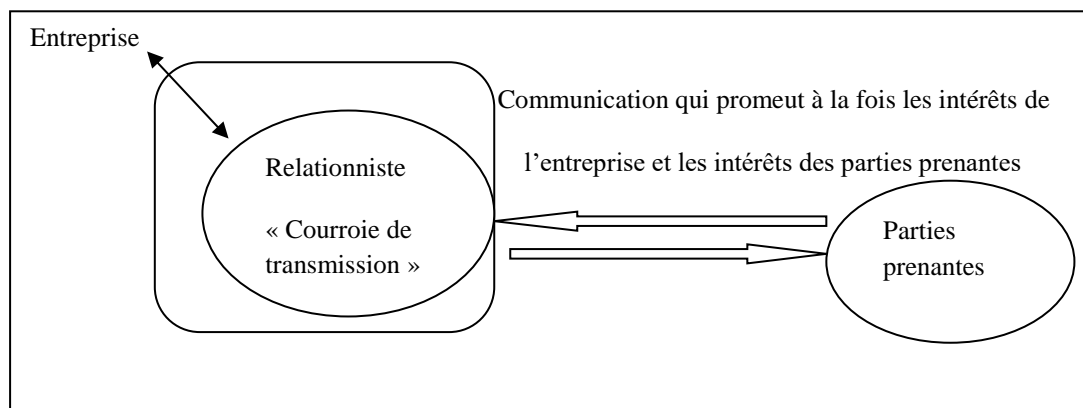 Entreprise
Communication qui promeut à la fois les intérêts de
l’entreprise et les intérêts des parties prenantes
Relationniste
« Courroie de
transmission »
Parties
prenantes